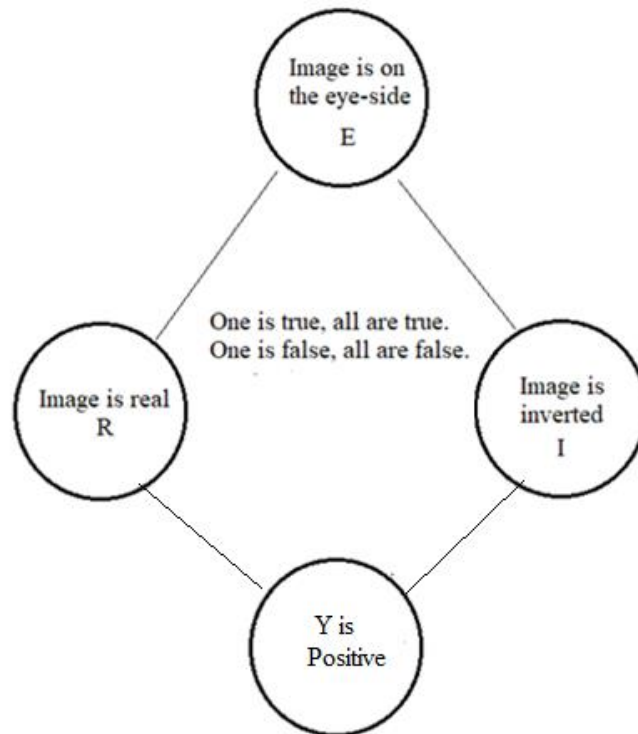 Image is on
the eye-side
E
One is true, all are true.
One is false, all are false.
Image is real
R
Image is
inverted
I
Y is
Positive